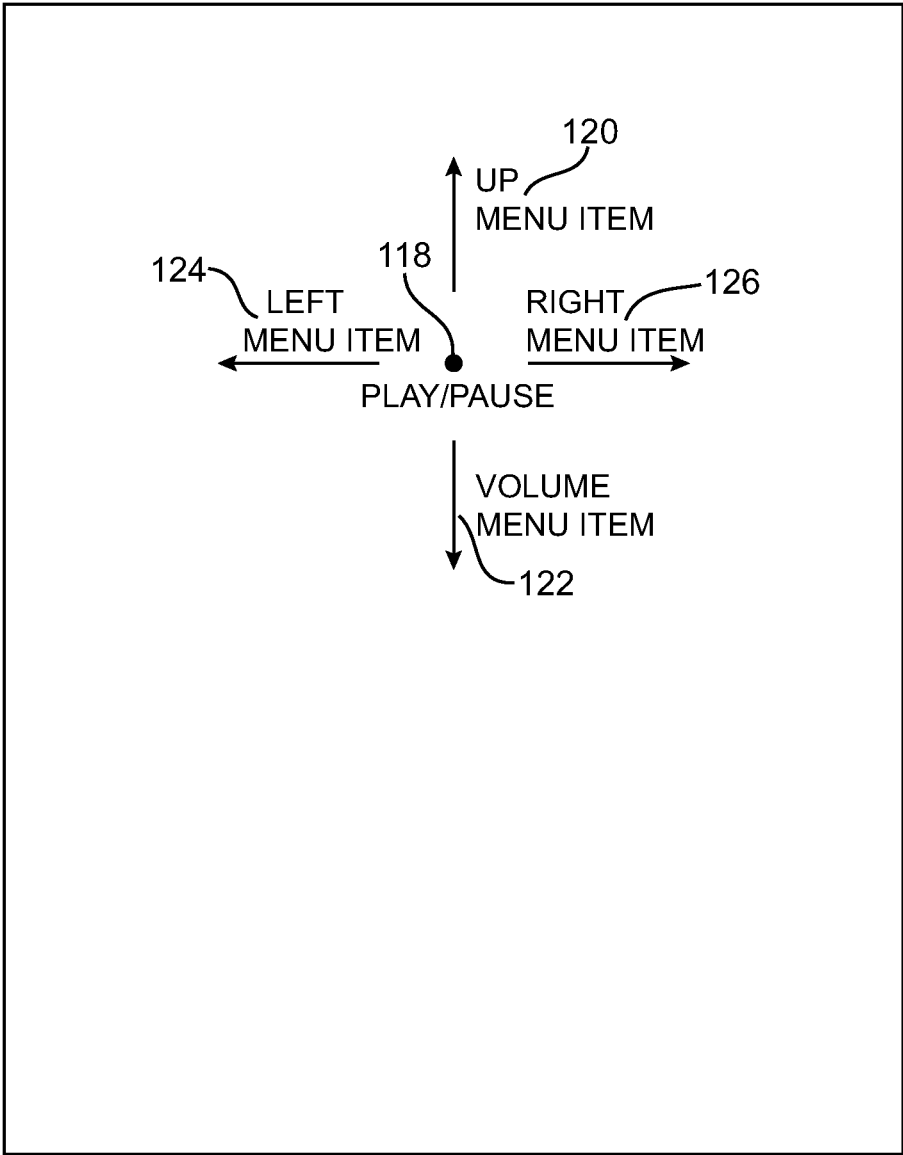 120
UP
MENU ITEM
118
124
LEFT
MENU ITEM
126
RIGHT
MENU ITEM
PLAY/PAUSE
VOLUME
MENU ITEM
122